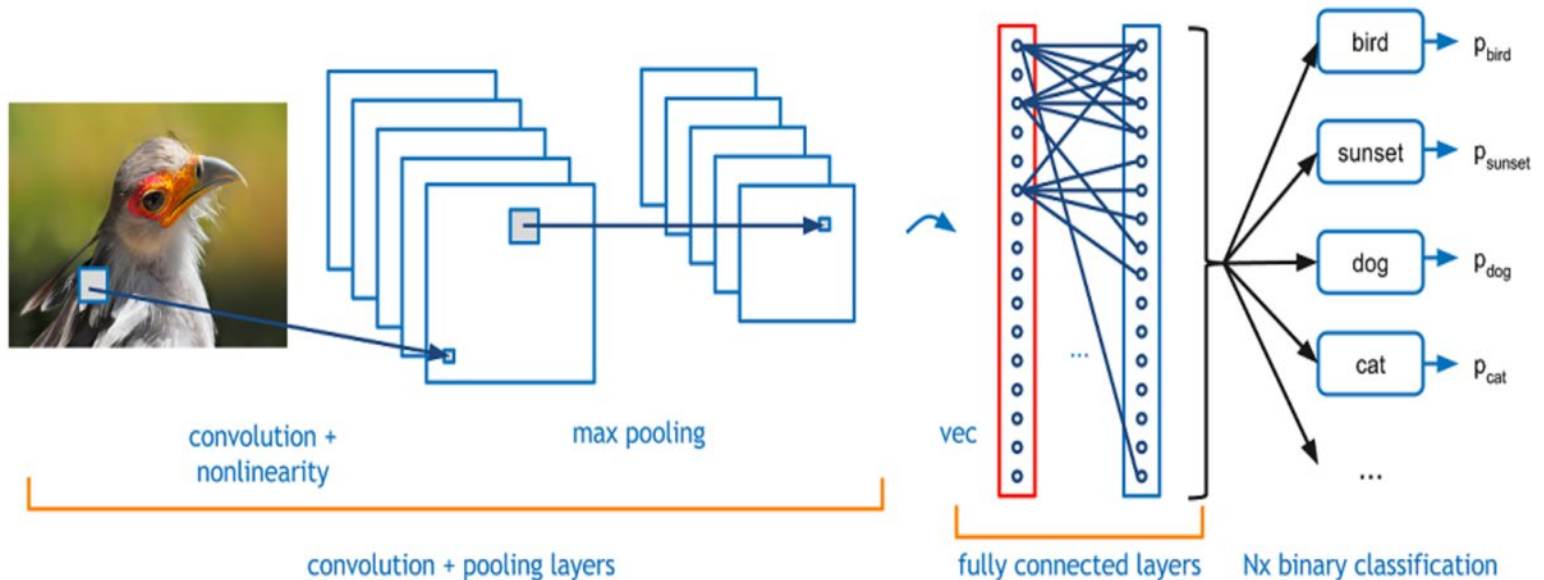 bird
p_bird
sunset
p_sunset
dog
p_dog
cat
p_cat
...
...
convolution +
nonlinearity
max pooling
vec
convolution + pooling layers
fully connected layers
Nx binary classification